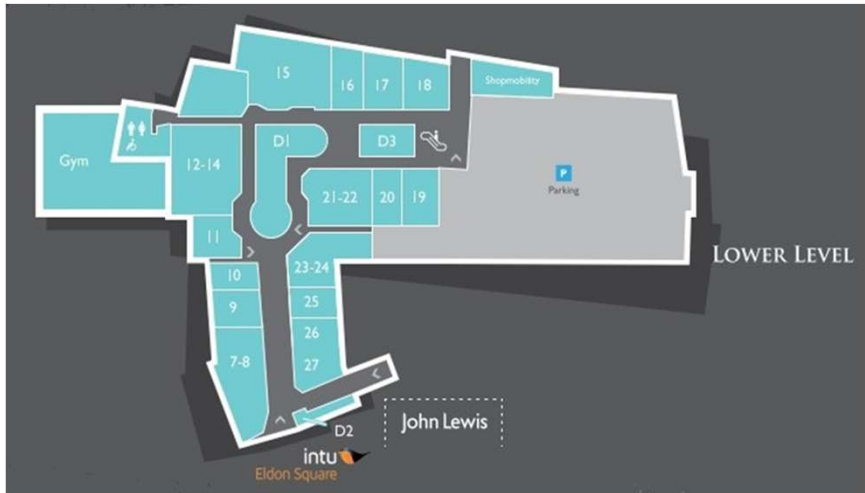 15
16
17
18
Shopmobility
Gym
12-14
D1
D3
P
Parking
21-22
20
19
11
LOWER LEVEL
23-24
10
25
9
26
7-8
27
D2
John Lewis
intu
Eldon Square